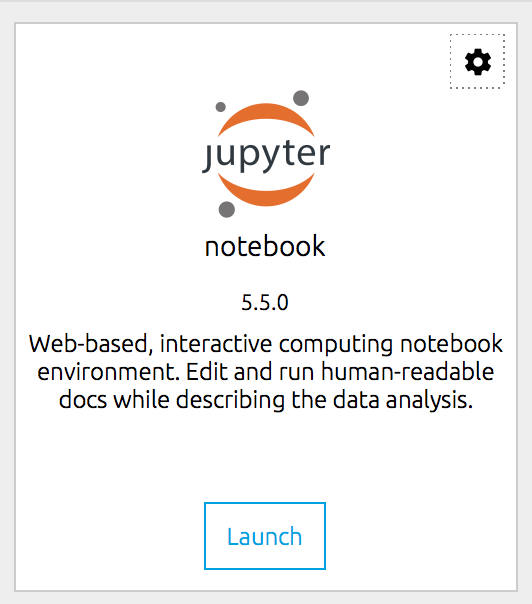 jupyter
notebook
5.5.0
Web-based, interactive computing notebook
environment. Edit and run human-readable
docs while describing the data analysis.
Launch